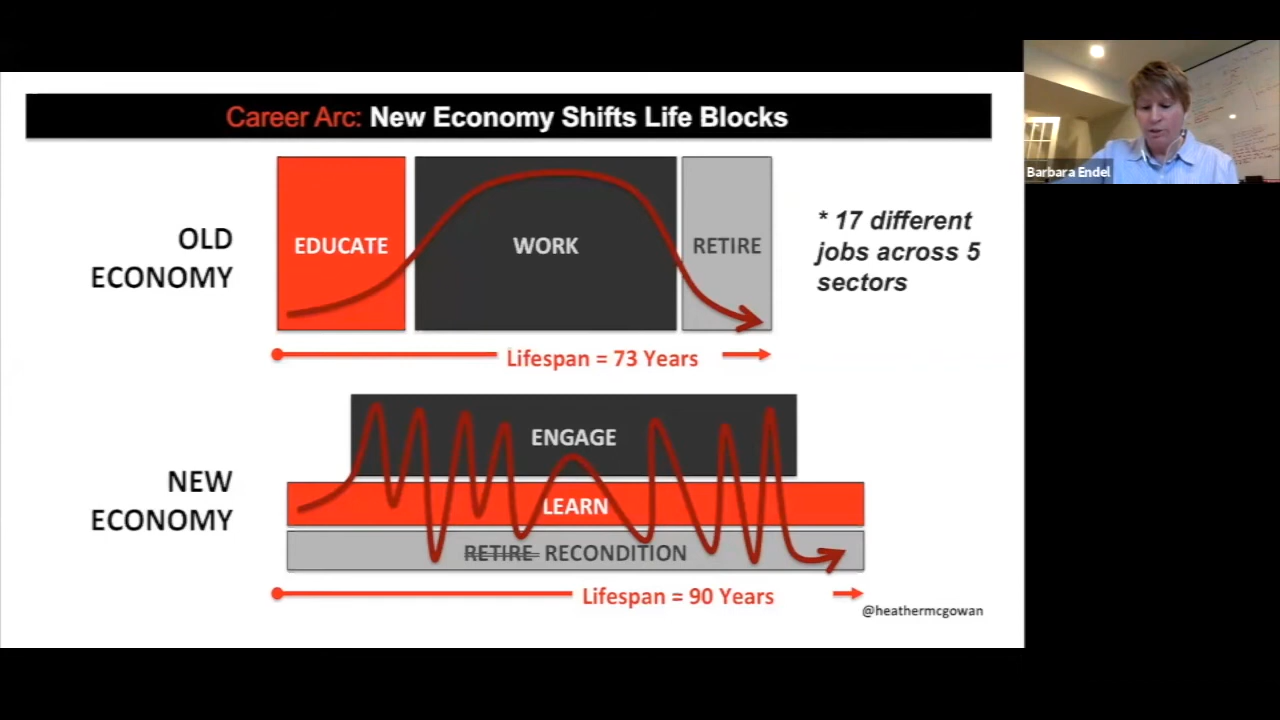 Career Arc: New Economy Shifts Life Blocks
OLD
ECONOMY
EDUCATE
WORK
RETIRE
* 17 different
jobs across 5
sectors
Lifespan = 73 Years
NEW
ECONOMY
ENGAGE
LEARN
RETIRE RECONDITION
Lifespan = 90 Years
@heathermcgowan
Barbara Endel